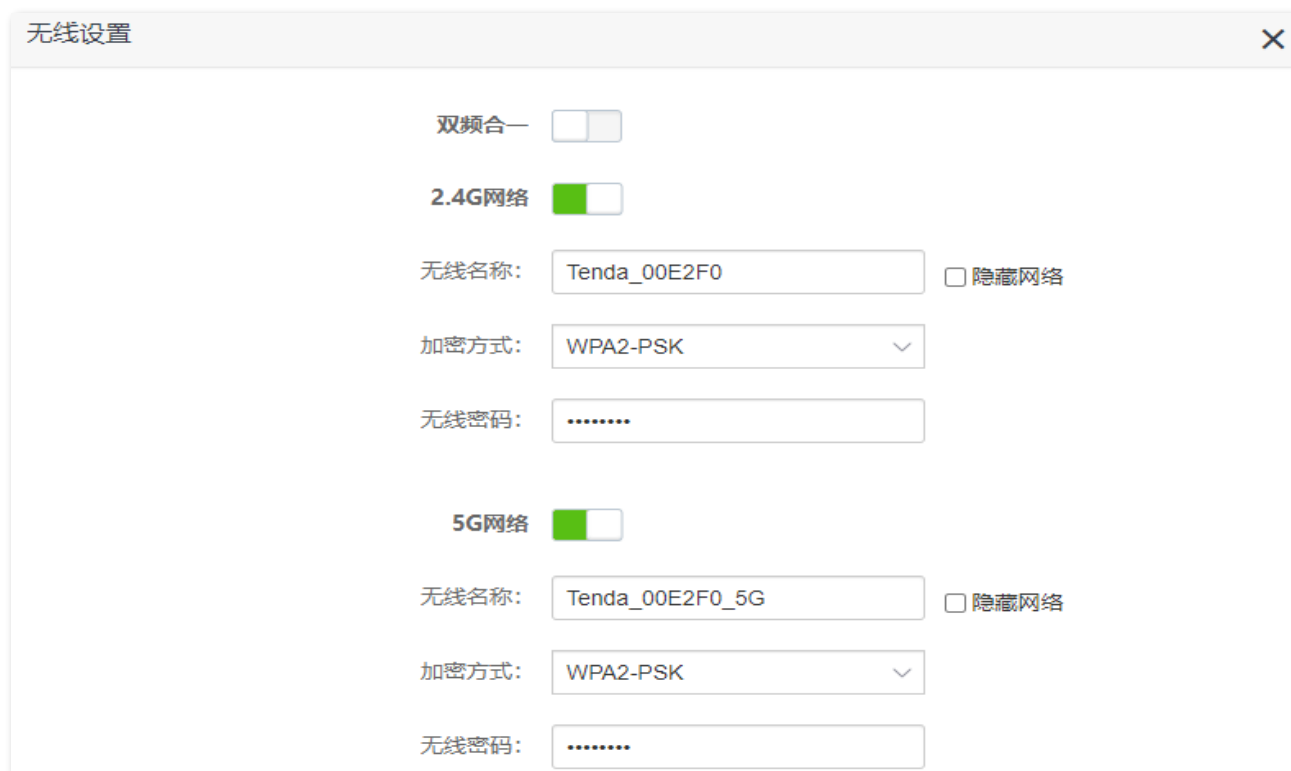 无线设置
双频合一
2.4G网络
无线名称: Tenda_00E2F0 隐藏网络
加密方式: WPA2-PSK
无线密码: ••••••••
5G网络
无线名称: Tenda_00E2F0_5G 隐藏网络
加密方式: WPA2-PSK
无线密码: ••••••••